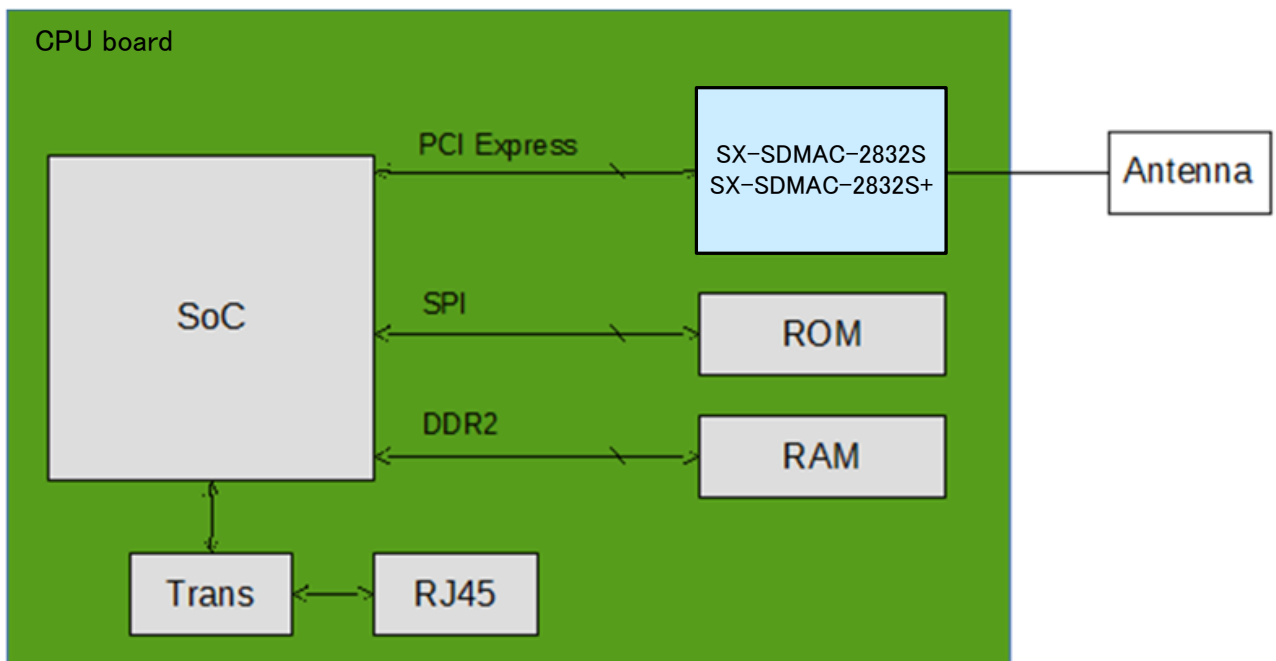 CPU board
PCI Express
SX-SDMAC-2832S
SX-SDMAC-2832S+
Antenna
SoC
SPI
ROM
DDR2
RAM
Trans
RJ45